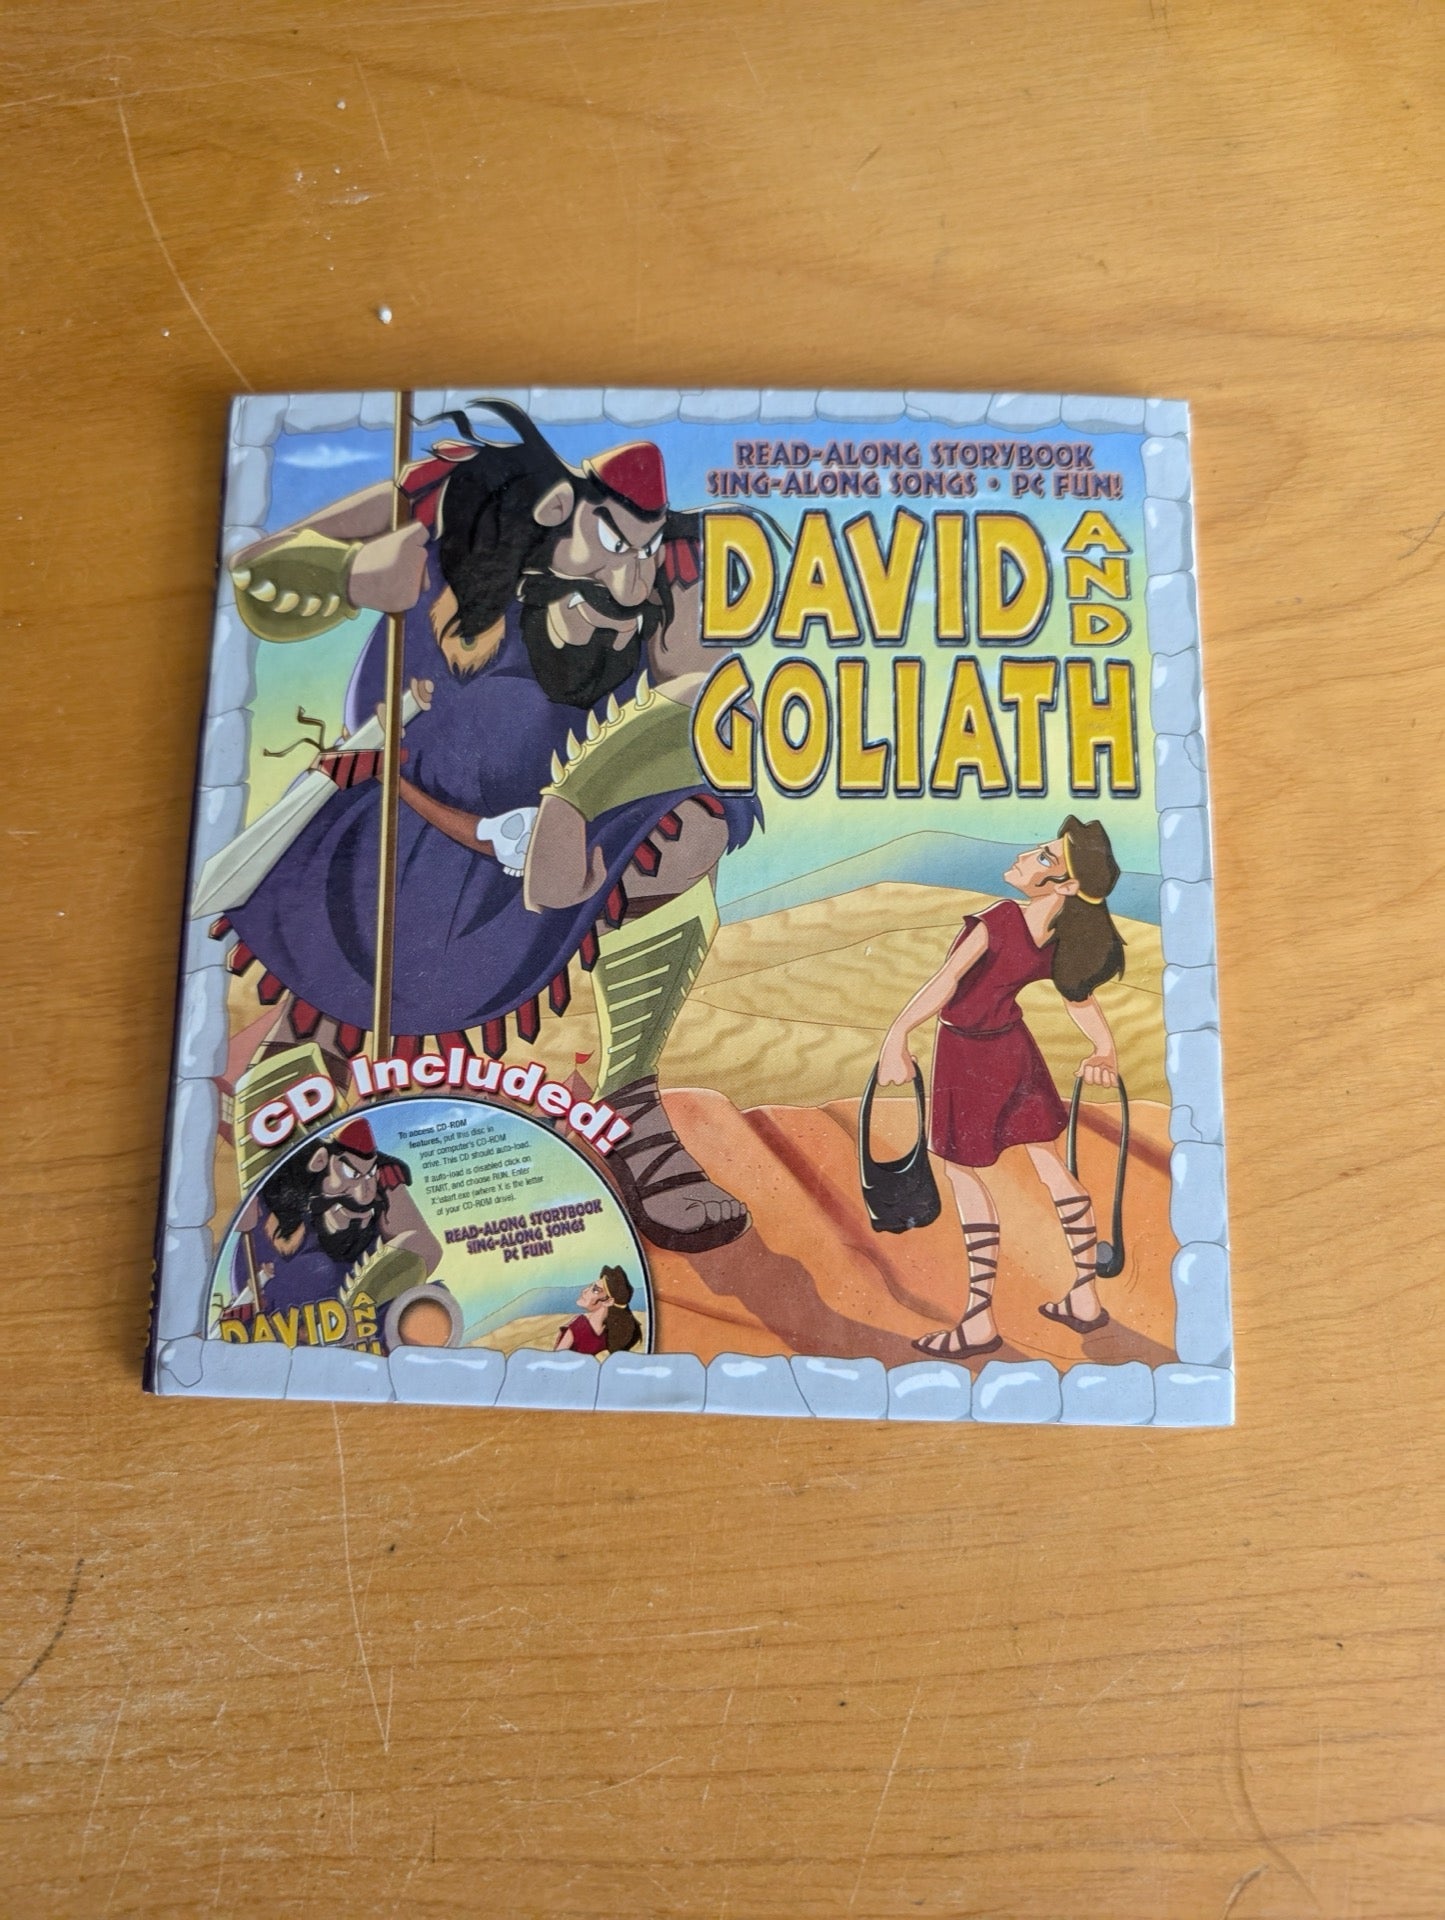 READ-ALONG STORYBOOK
SING-ALONG SONGS • PC FUN!
DAVID AND
GOLIATH
CD Included!
To access CD-ROM
features, put this disc in
your computer's CD-ROM
drive. This CD should auto-load.
If auto-load is disabled click on
START, and choose RUN. Enter
X:\start.exe (where X is the letter
of your CD-ROM drive).
READ-ALONG STORYBOOK
SING-ALONG SONGS
PC FUN!
DAVID AND